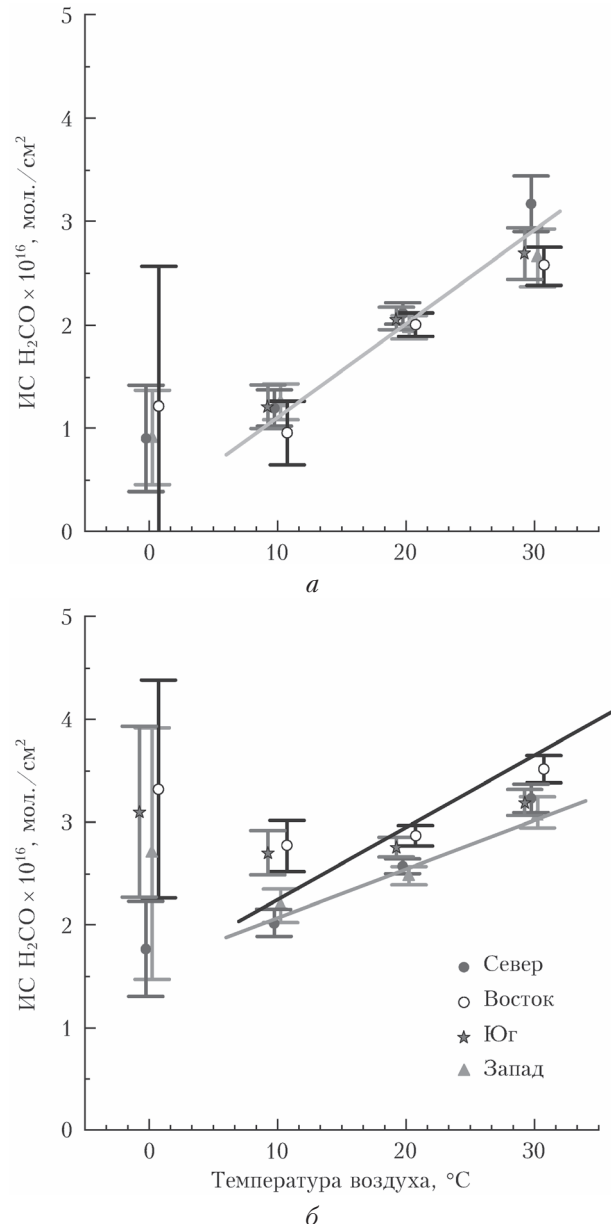 5
4
3
2
1
0
ИС H₂CO × 10¹⁶, мол./см²
0 10 20 30
а
5
4
3
2
1
0
ИС H₂CO × 10¹⁶, мол./см²
Север
Восток
Юг
Запад
0 10 20 30
Температура воздуха, °C
б